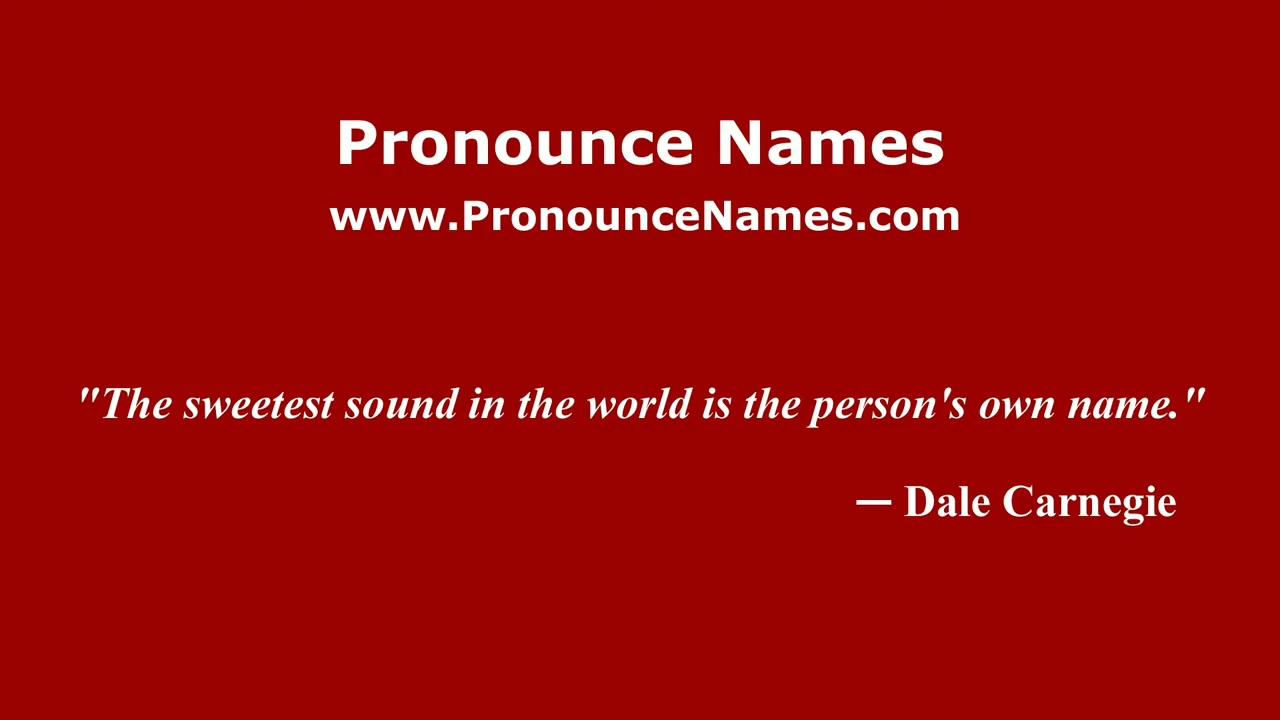 Pronounce Names
www.PronounceNames.com
"The sweetest sound in the world is the person's own name."
— Dale Carnegie